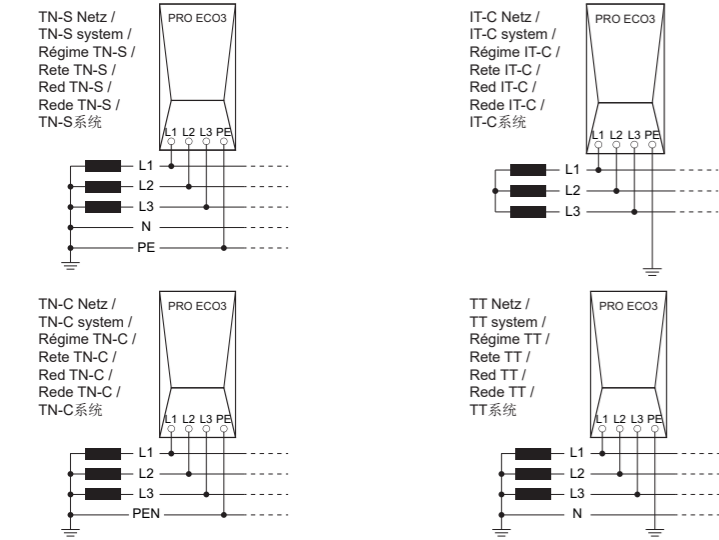 TN-S Netz /
TN-S system /
Régime TN-S /
Rete TN-S /
Red TN-S /
Rede TN-S /
TN-S系统
PRO ECO3
L1 L2 L3 PE
L1
L2
L3
N
PE
IT-C Netz /
IT-C system /
Régime IT-C /
Rete IT-C /
Red IT-C /
Rede IT-C /
IT-C系统
PRO ECO3
L1 L2 L3 PE
L1
L2
L3
TN-C Netz /
TN-C system /
Régime TN-C /
Rete TN-C /
Red TN-C /
Rede TN-C /
TN-C系统
PRO ECO3
L1 L2 L3 PE
L1
L2
L3
PEN
TT Netz /
TT system /
Régime TT /
Rete TT /
Red TT /
Rede TT /
TT系统
PRO ECO3
L1 L2 L3 PE
L1
L2
L3
N